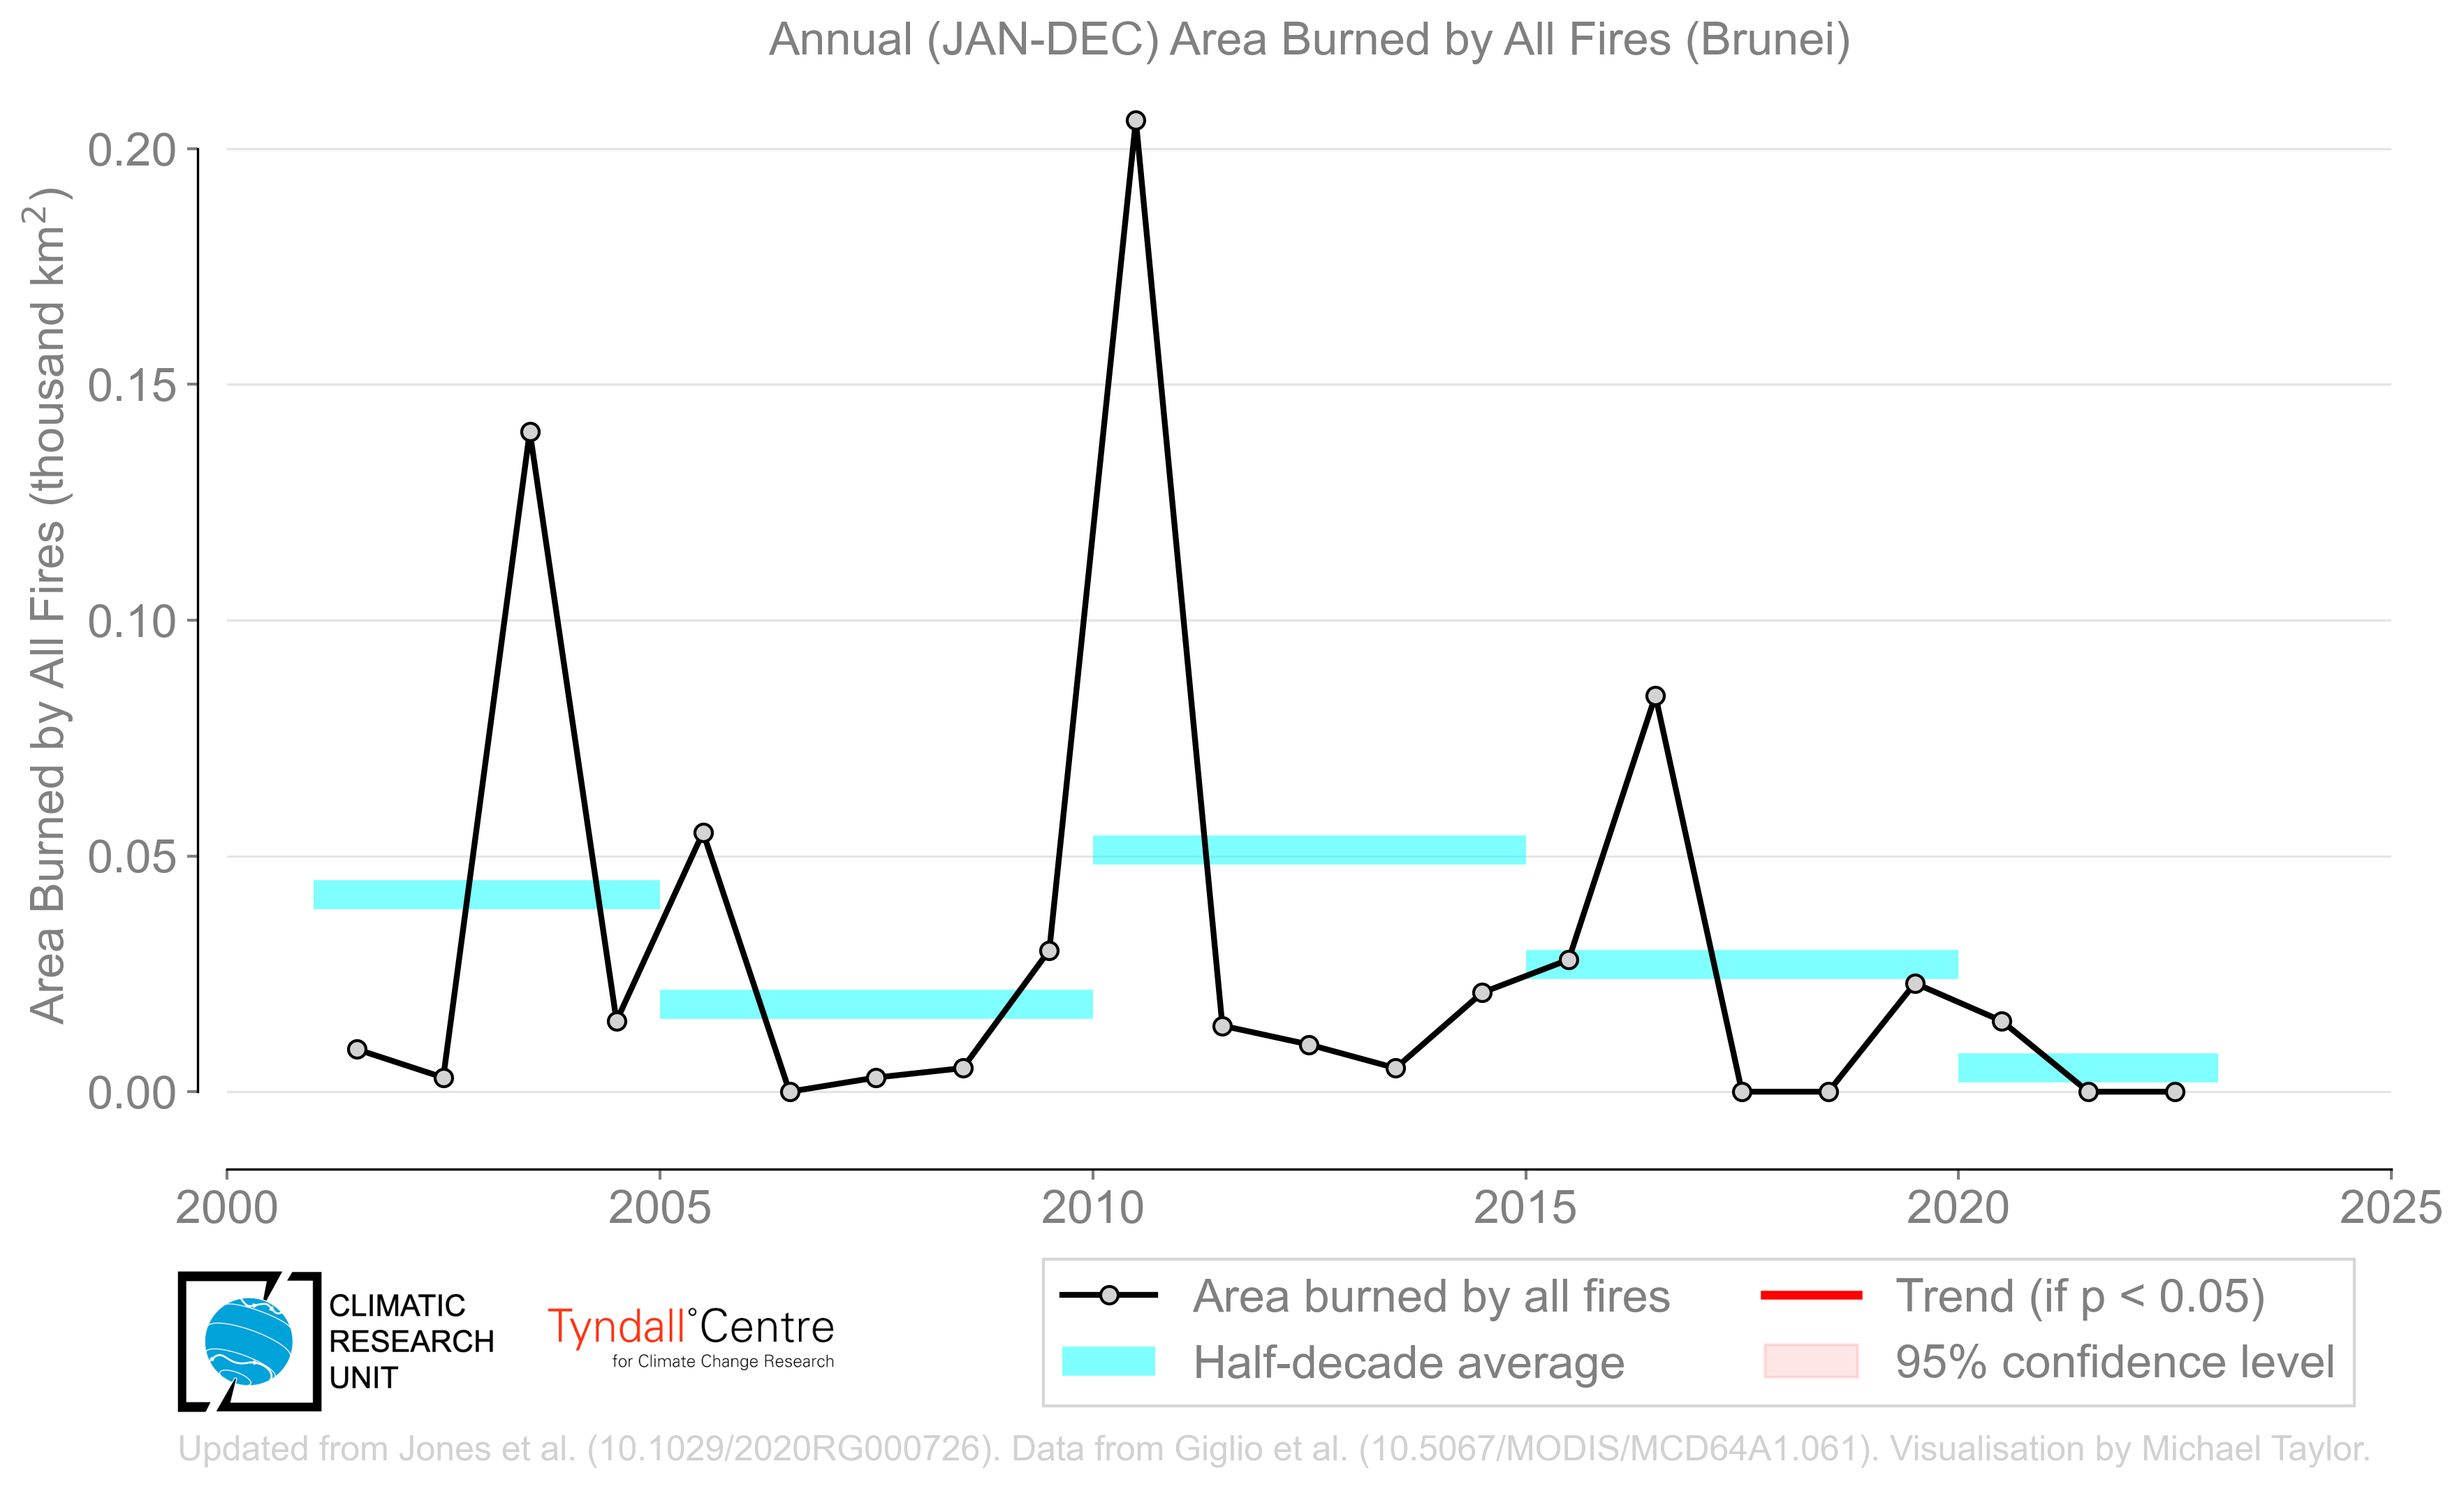 Annual (JAN-DEC) Area Burned by All Fires (Brunei)
Area Burned by All Fires (thousand km²)
0.20
0.15
0.10
0.05
0.00
2000 2005 2010 2015 2020 2025
CLIMATIC
RESEARCH
UNIT
Tyndall°Centre
for Climate Change Research
Area burned by all fires
Half-decade average
Trend (if p < 0.05)
95% confidence level
Updated from Jones et al. (10.1029/2020RG000726). Data from Giglio et al. (10.5067/MODIS/MCD64A1.061). Visualisation by Michael Taylor.